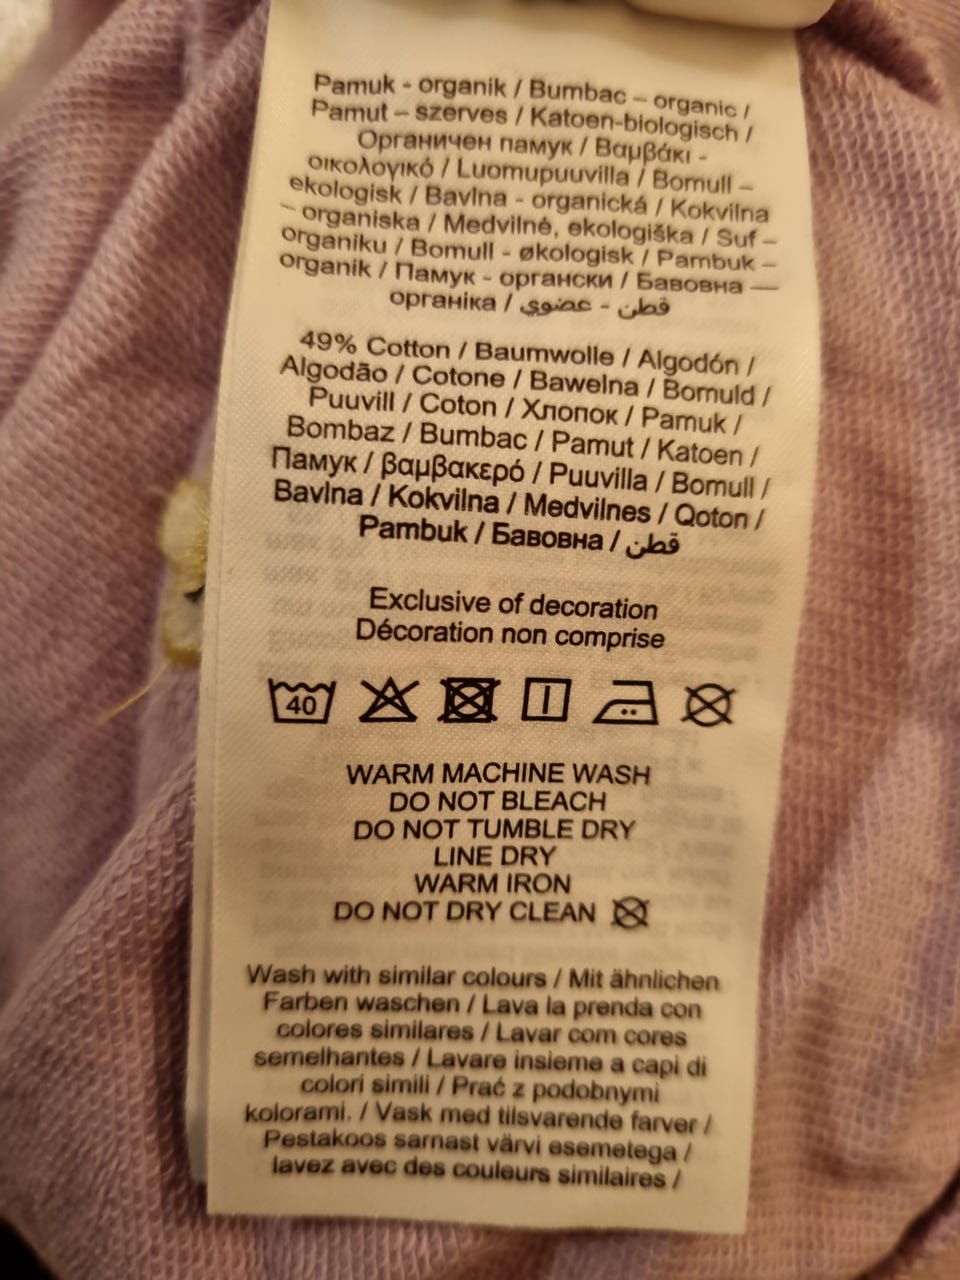 Pamuk - organik / Bumbac – organic /
Pamut – szerves / Katoen-biologisch /
Органичен памук / Βαμβάκι -
οικολογικό / Luomupuuvilla / Bomull –
ekologisk / Bavlna - organická / Kokvilna
– organiska / Medvilnė, ekologiška / Suf –
organiku / Bomull - økologisk / Pambuk –
organik / Памук - органски / Бавовна —
органіка / قطن - عضوي
49% Cotton / Baumwolle / Algodón /
Algodão / Cotone / Bawełna / Bomuld /
Puuvill / Coton / Хлопок / Pamuk /
Bombaz / Bumbac / Pamut / Katoen /
Памук / βαμβακερό / Puuvilla / Bomull /
Bavlna / Kokvilna / Medvilnes / Qoton /
Pambuk / Бавовна / قطن
Exclusive of decoration
Décoration non comprise
40
WARM MACHINE WASH
DO NOT BLEACH
DO NOT TUMBLE DRY
LINE DRY
WARM IRON
DO NOT DRY CLEAN
Wash with similar colours / Mit ähnlichen
Farben waschen / Lava la prenda con
colores similares / Lavar com cores
semelhantes / Lavare insieme a capi di
colori simili / Prać z podobnymi
kolorami. / Vask med tilsvarende farver /
Pestakoos sarnast värvi esemetega /
lavez avec des couleurs similaires /